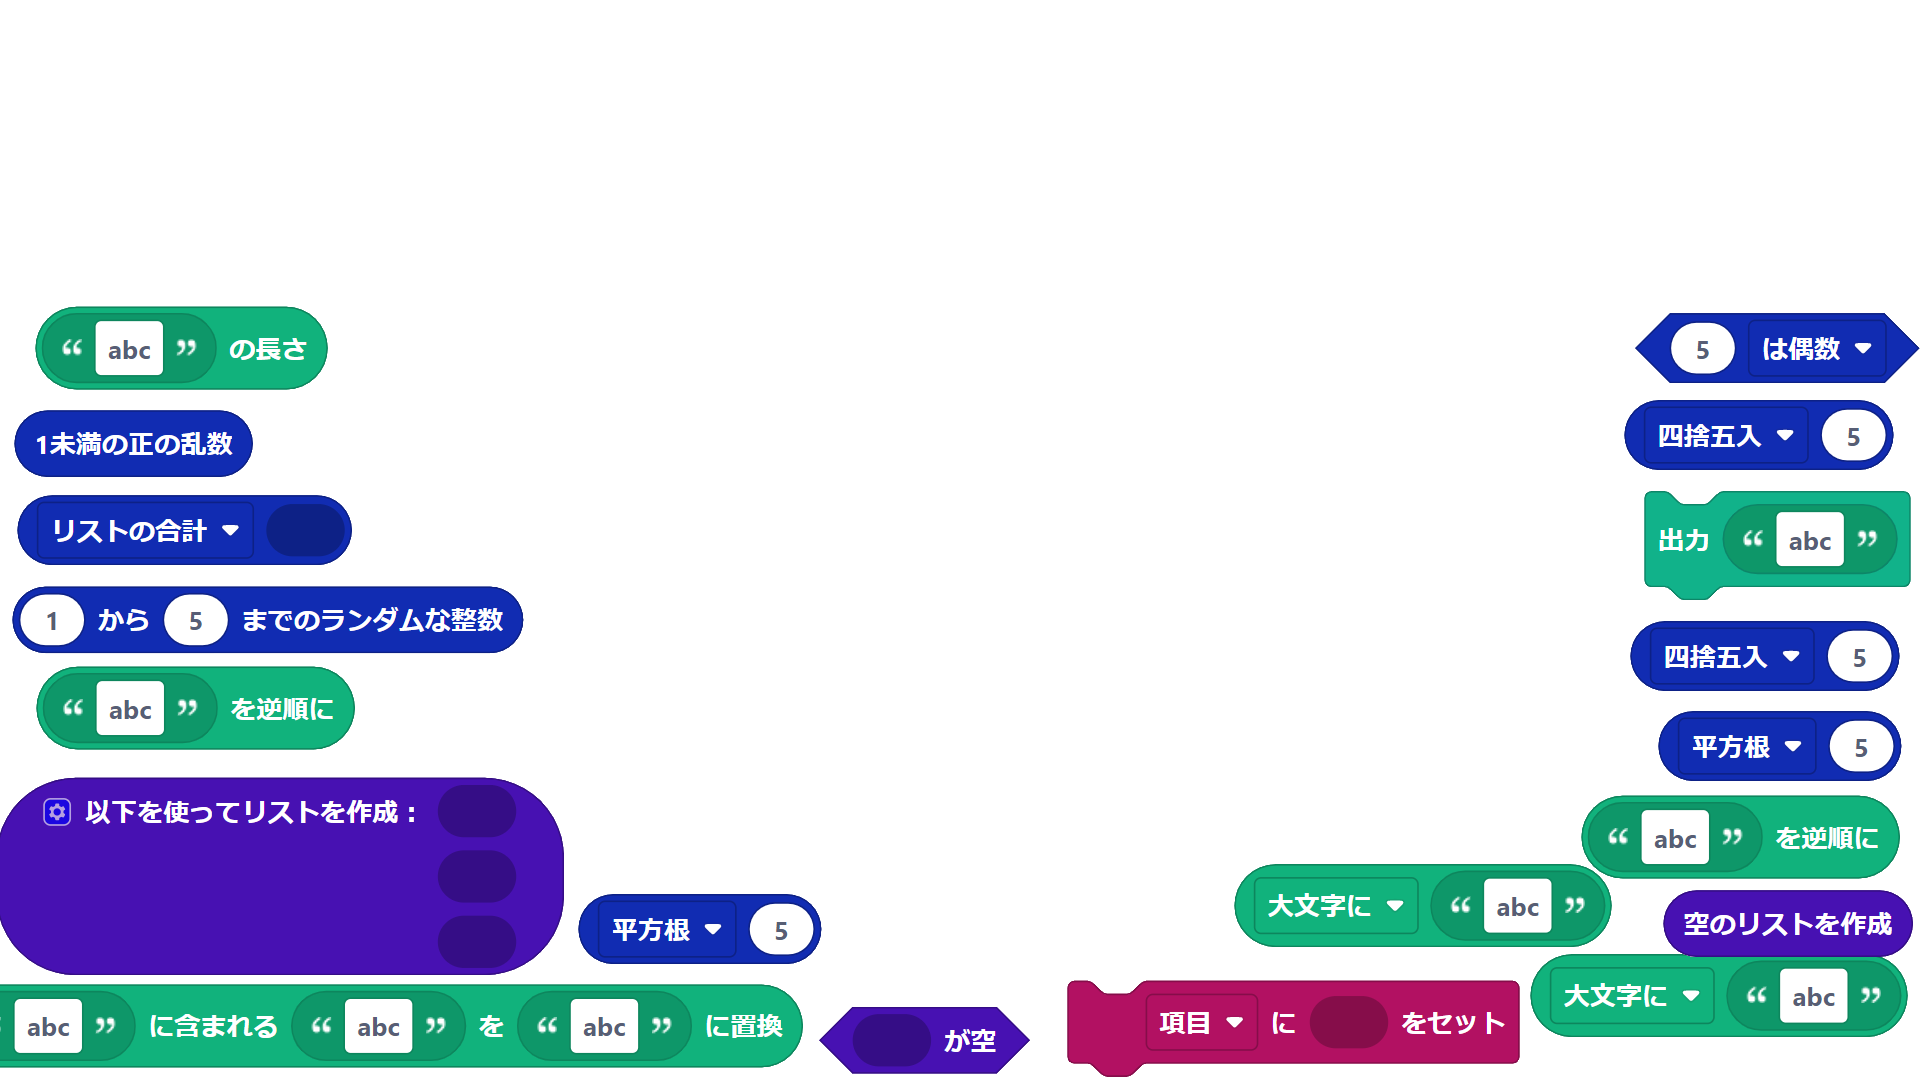 “ abc ” の長さ
1未満の正の乱数
リストの合計
1 から 5 までのランダムな整数
“ abc ” を逆順に
以下を使ってリストを作成：
平方根 5
abc ” に含まれる “ abc ” を “ abc ” に置換
が空
項目 に をセット
5 は偶数
四捨五入 5
出力 “ abc ”
四捨五入 5
平方根 5
“ abc ” を逆順に
大文字に “ abc ”
空のリストを作成
大文字に “ abc ”